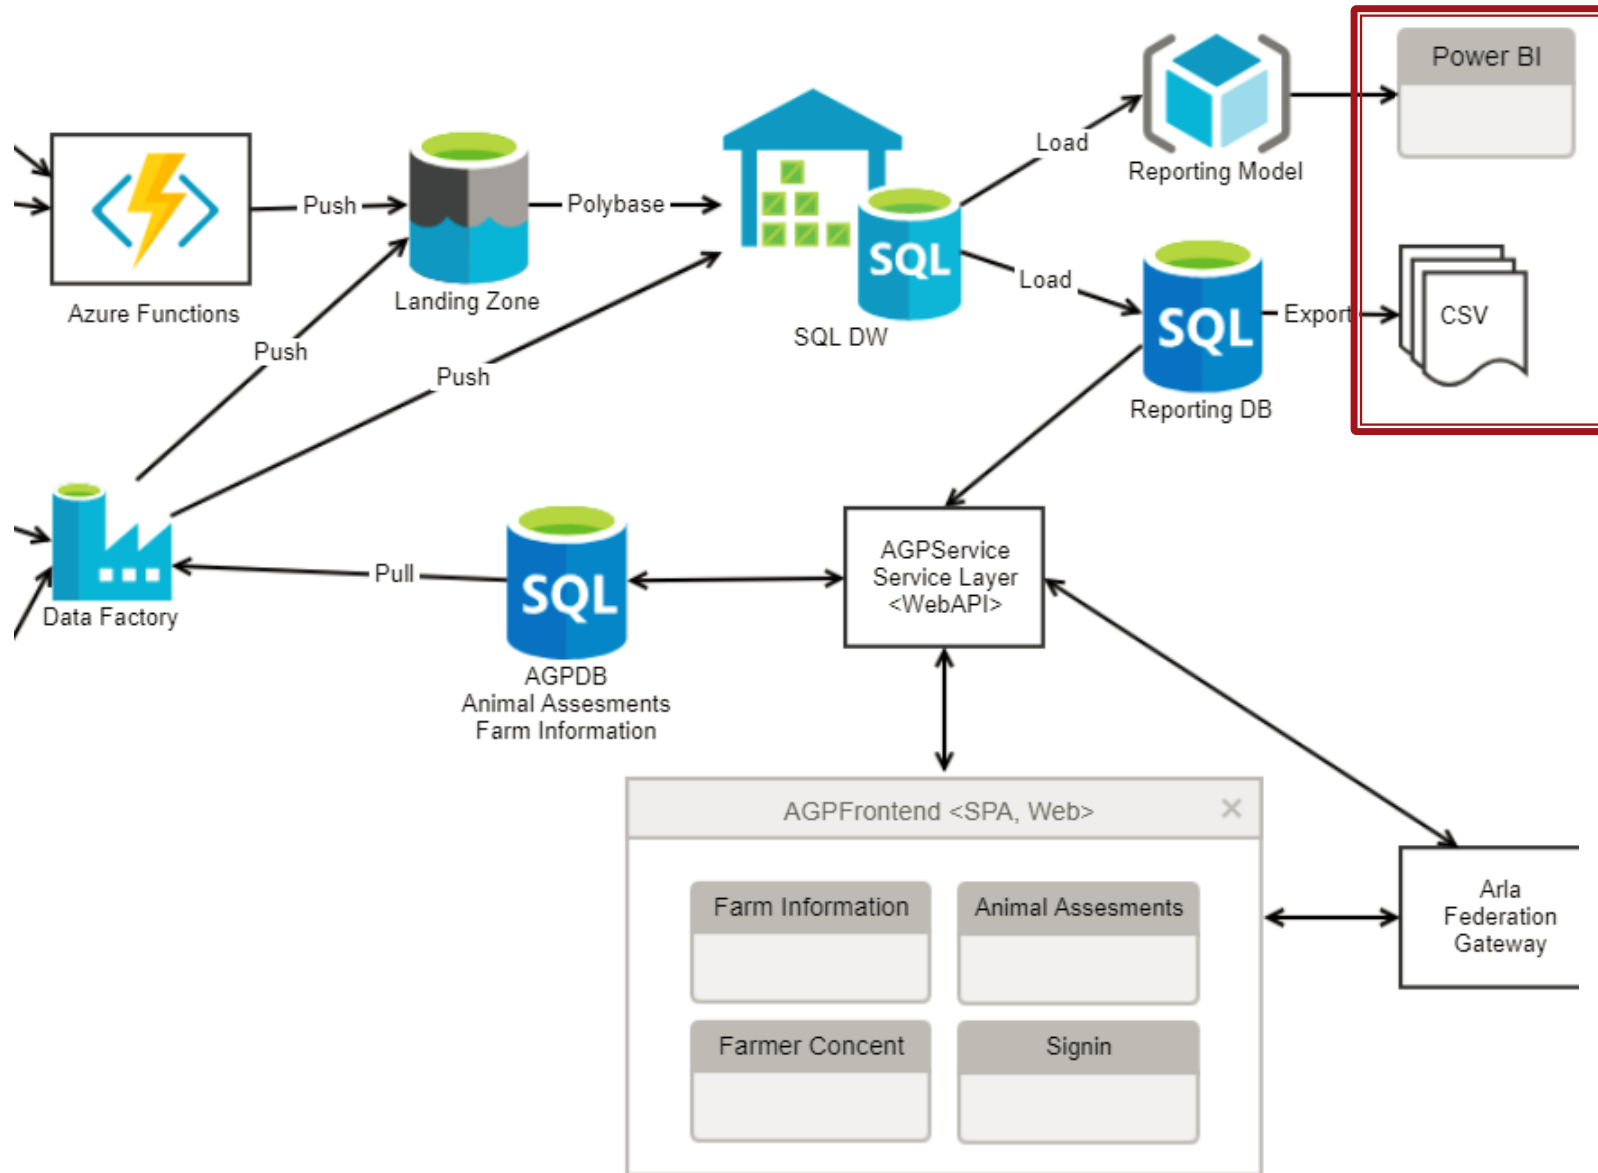 Power BI
Load
Reporting Model
Push
Polybase
SQL
Azure Functions
Landing Zone
SQL DW
Load
SQL
Export
CSV
Reporting DB
Push
Push
AGPService
Service Layer
<WebAPI>
Pull
SQL
Data Factory
AGPDB
Animal Assesments
Farm Information
AGPFrontend <SPA, Web>
Farm Information
Animal Assesments
Arla
Federation
Gateway
Farmer Concent
Signin